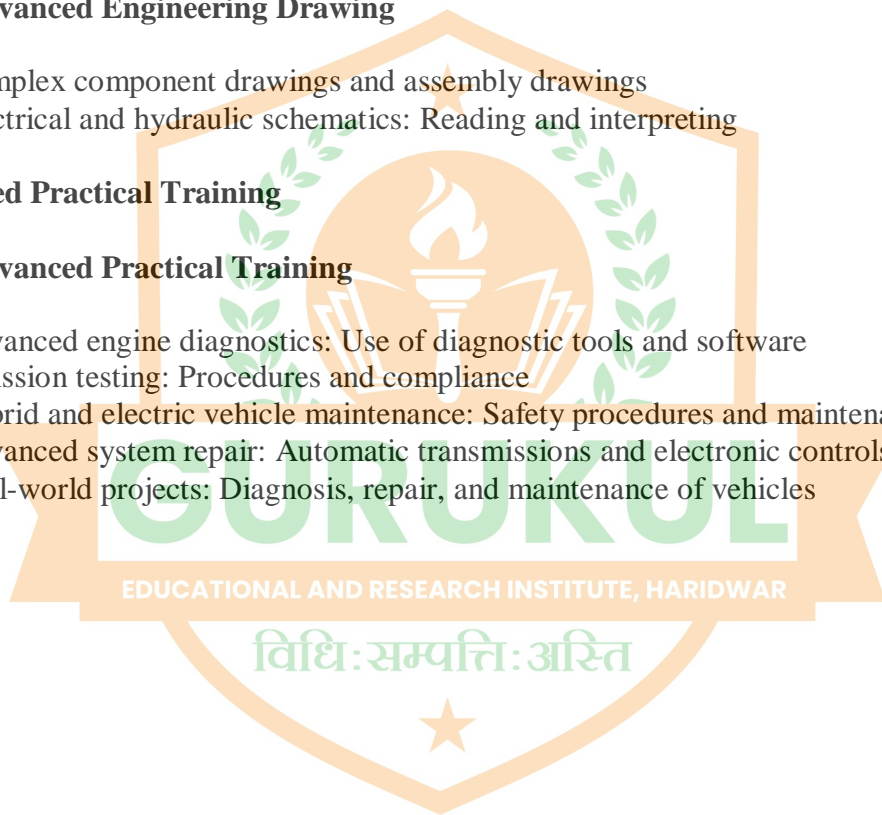 vanced Engineering Drawing
mplex component drawings and assembly drawings
ctrical and hydraulic schematics: Reading and interpreting
ed Practical Training
vanced Practical Training
vanced engine diagnostics: Use of diagnostic tools and software
ission testing: Procedures and compliance
orid and electric vehicle maintenance: Safety procedures and maintena
vanced system repair: Automatic transmissions and electronic controls
l-world projects: Diagnosis, repair, and maintenance of vehicles
GURUKUL
EDUCATIONAL AND RESEARCH INSTITUTE, HARIDWAR
विधि:सम्पत्ति:अस्ति